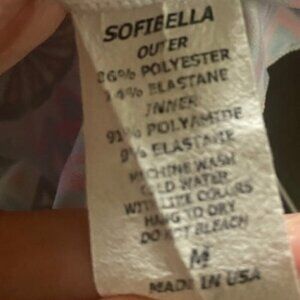 SOFIBELLA
OUTER
86% POLYESTER
14% ELASTANE
INNER
91% POLYAMIDE
9% ELASTANE
MACHINE WASH
COLD WATER
WITH LIKE COLORS
HANG TO DRY
DO NOT BLEACH
M
MADE IN USA